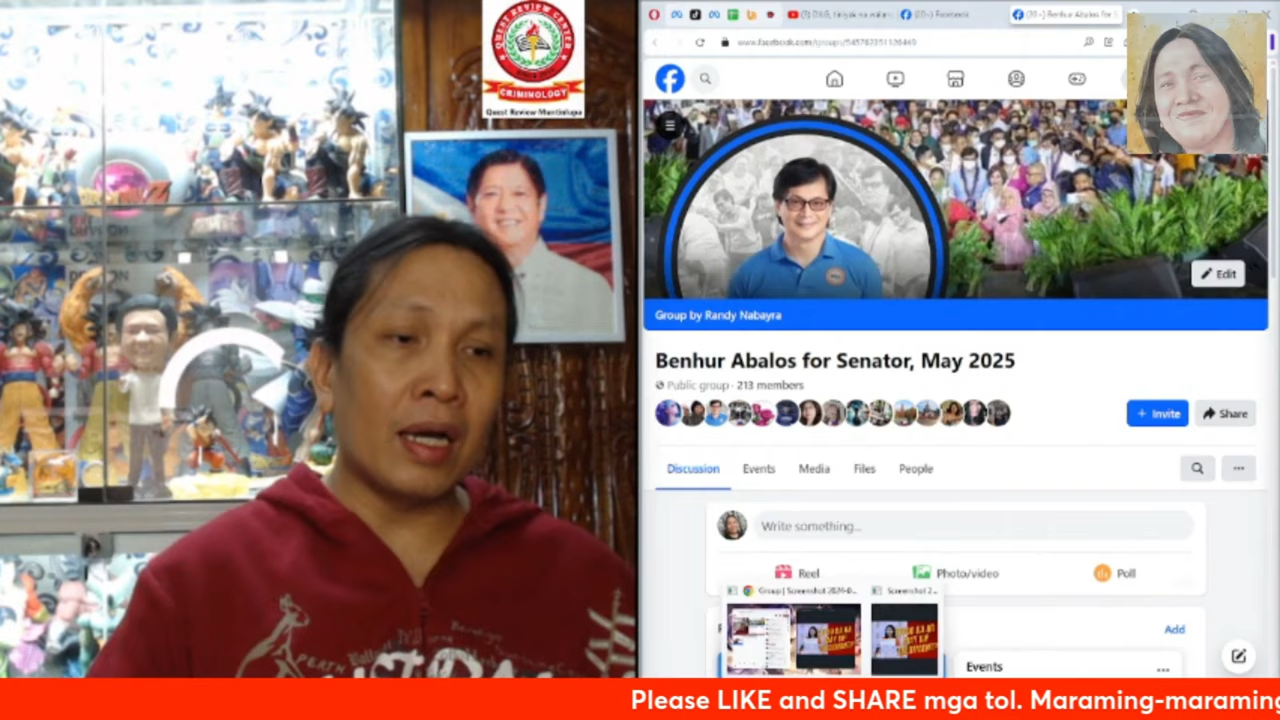 QUEST REVIEW CENTER
CRIMINOLOGY
Quest Review Muntinlupa
www.facebook.com/groups/
Edit
Group by Randy Nabayra
Benhur Abalos for Senator, May 2025
Public group · 213 members
+ Invite
Share
Discussion
Events
Media
Files
People
Write something...
Reel
Photo/video
Poll
Add
Events
PERTH
Please LIKE and SHARE mga tol. Maraming-maraming